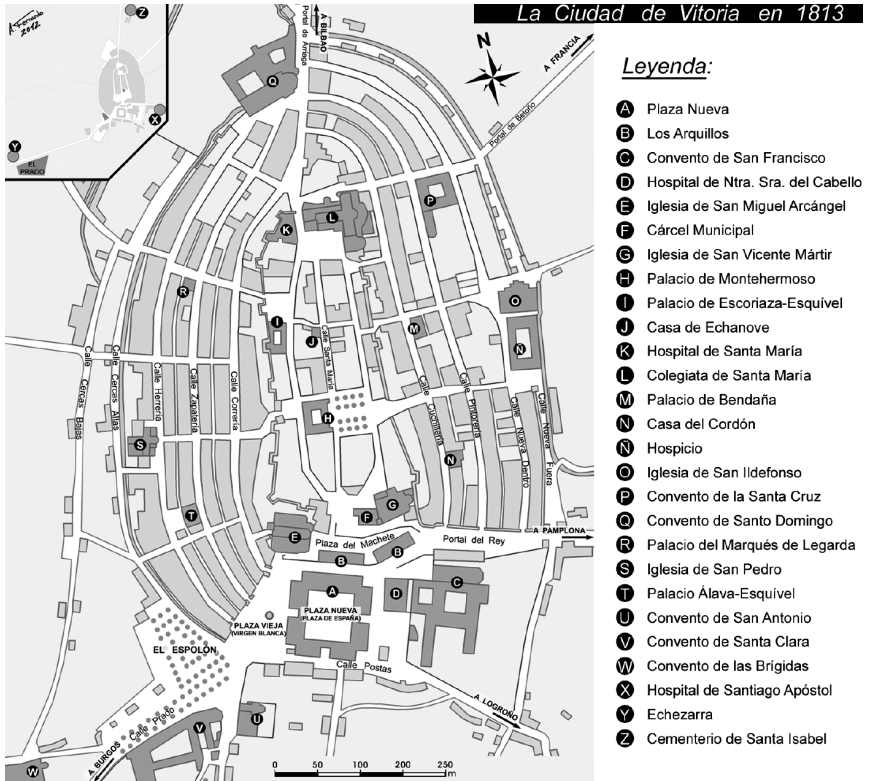 La Ciudad de Vitoria en 1813
A. Fernando
2012
Z
X
Y
EL
PRADO
A BILBAO
Portal de Arriaga
N
A FRANCIA
Portal de Betoño
Q
P
L
K
R
O
I
J
M
Ñ
Calle Santa María
H
Calle Cercas Bajas
Calle Cercas Altas
Calle Herrería
Calle Zapatería
Calle Correría
Calle Cuchillería
Calle Pintorería
Calle Nueva Dentro
Calle Nueva Fuera
S
N
T
G
F
E
Plaza del Machete
Portal del Rey
A PAMPLONA
B
B
A
D
C
PLAZA NUEVA
(PLAZA DE ESPAÑA)
PLAZA VIEJA
(VIRGEN BLANCA)
EL ESPOLÓN
Calle Postas
A LOGROÑO
Calle Prado
A BURGOS
U
V
W
0 50 100 150 200 250
m
Leyenda:
A Plaza Nueva
B Los Arquillos
C Convento de San Francisco
D Hospital de Ntra. Sra. del Cabello
E Iglesia de San Miguel Arcángel
F Cárcel Municipal
G Iglesia de San Vicente Mártir
H Palacio de Montehermoso
I Palacio de Escoriaza-Esquível
J Casa de Echanove
K Hospital de Santa María
L Colegiata de Santa María
M Palacio de Bendaña
N Casa del Cordón
Ñ Hospicio
O Iglesia de San Ildefonso
P Convento de la Santa Cruz
Q Convento de Santo Domingo
R Palacio del Marqués de Legarda
S Iglesia de San Pedro
T Palacio Álava-Esquível
U Convento de San Antonio
V Convento de Santa Clara
W Convento de las Brígidas
X Hospital de Santiago Apóstol
Y Echezarra
Z Cementerio de Santa Isabel